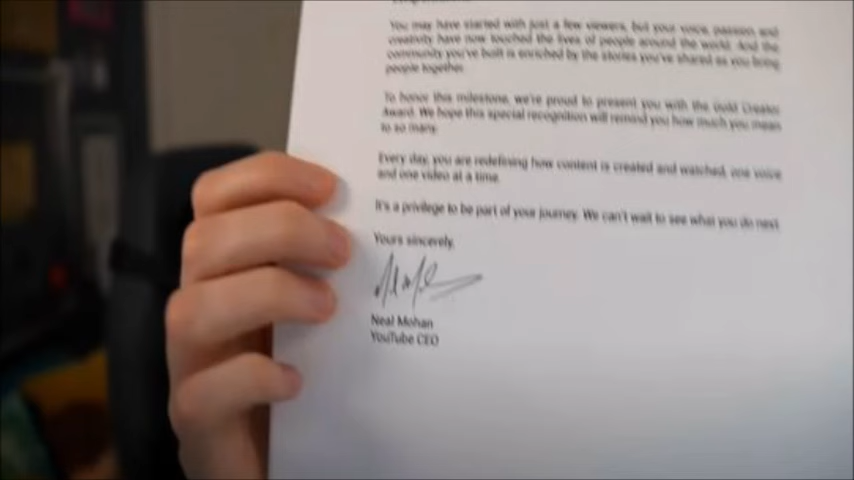 You may have started with just a few viewers, but your voice, passion, and
creativity have now touched the lives of people around the world. And the
community you've built is enriched by the stories you've shared as you bring
people together.
To honor this milestone, we're proud to present you with the Gold Creator
Award. We hope this special recognition will remind you how much you mean
to so many.
Every day, you are redefining how content is created and watched, one voice
and one video at a time.
It's a privilege to be part of your journey. We can't wait to see what you do next.
Yours sincerely,
Neal Mohan
YouTube CEO